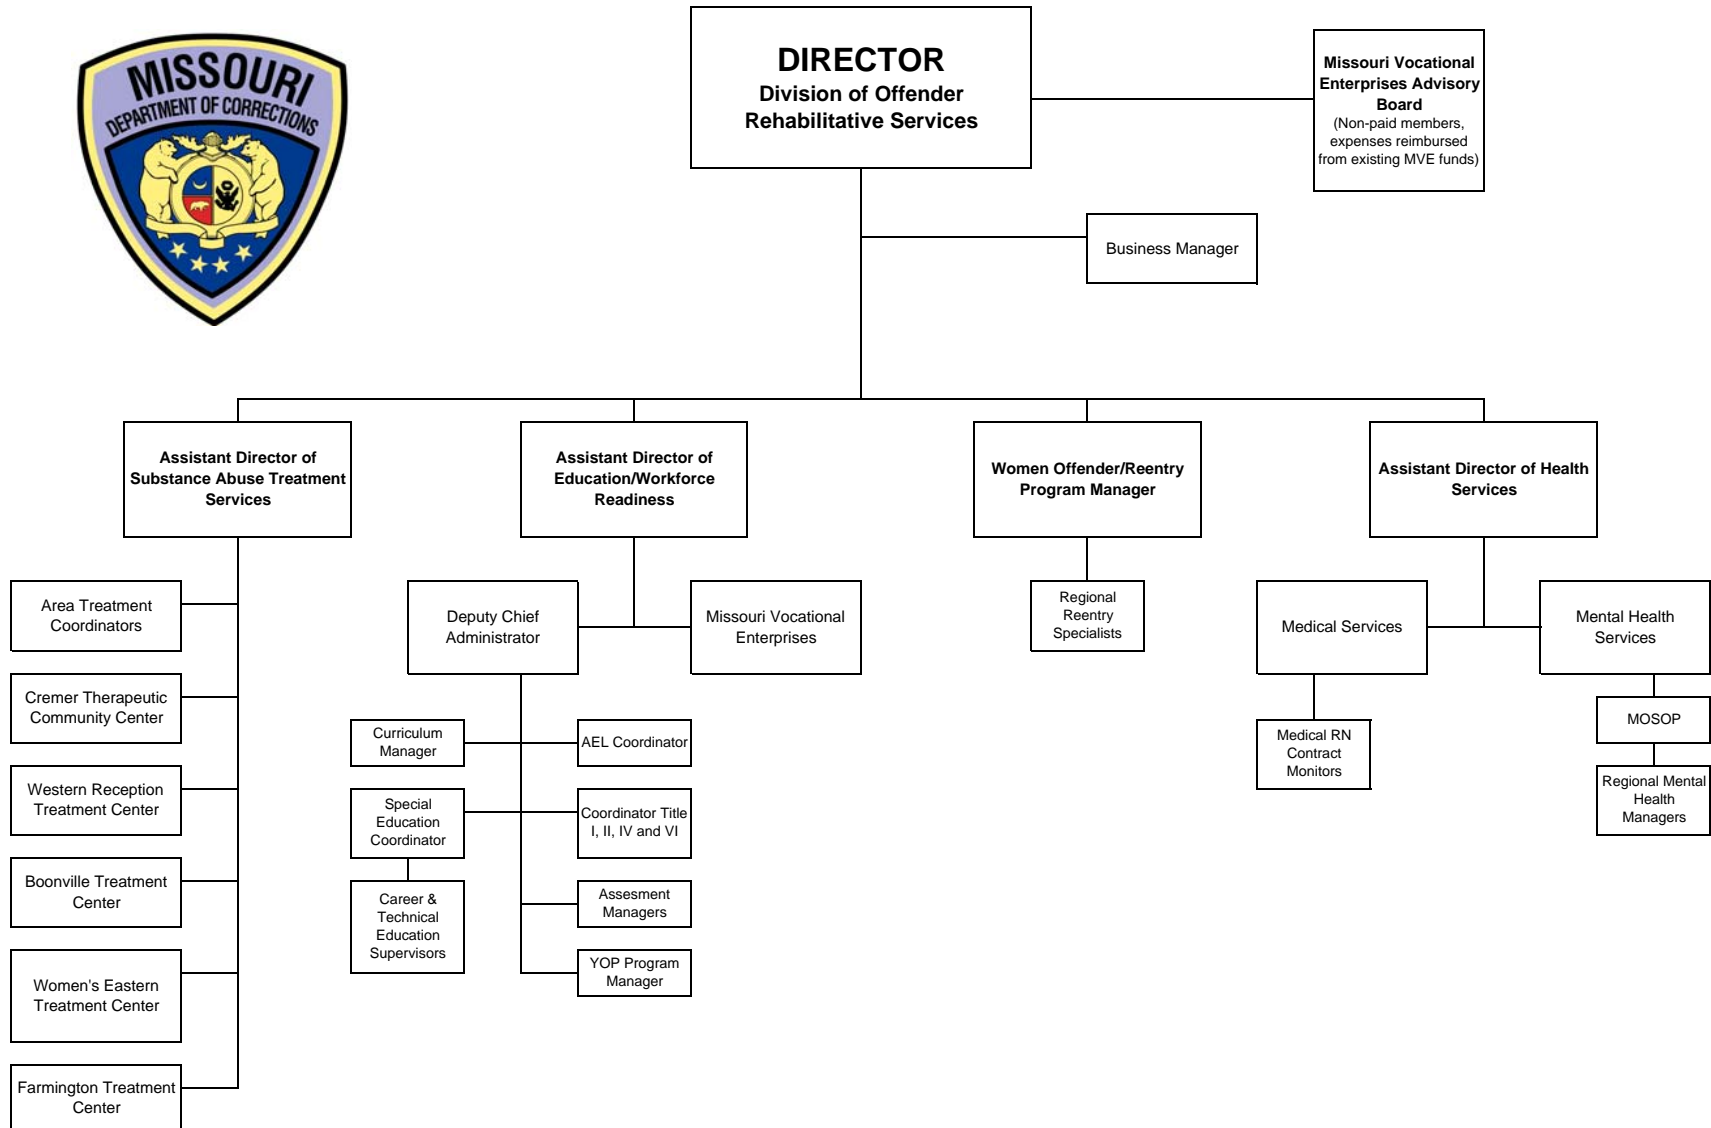 MISSOURI
DEPARTMENT OF CORRECTIONS
DIRECTOR
Division of Offender
Rehabilitative Services
Missouri Vocational
Enterprises Advisory
Board
(Non-paid members,
expenses reimbursed
from existing MVE funds)
Business Manager
Assistant Director of
Substance Abuse Treatment
Services
Assistant Director of
Education/Workforce
Readiness
Women Offender/Reentry
Program Manager
Assistant Director of Health
Services
Area Treatment
Coordinators
Cremer Therapeutic
Community Center
Western Reception
Treatment Center
Boonville Treatment
Center
Women's Eastern
Treatment Center
Farmington Treatment
Center
Deputy Chief
Administrator
Missouri Vocational
Enterprises
Curriculum
Manager
AEL Coordinator
Special
Education
Coordinator
Coordinator Title
I, II, IV and VI
Career &
Technical
Education
Supervisors
Assesment
Managers
YOP Program
Manager
Regional
Reentry
Specialists
Medical Services
Mental Health
Services
Medical RN
Contract
Monitors
MOSOP
Regional Mental
Health
Managers